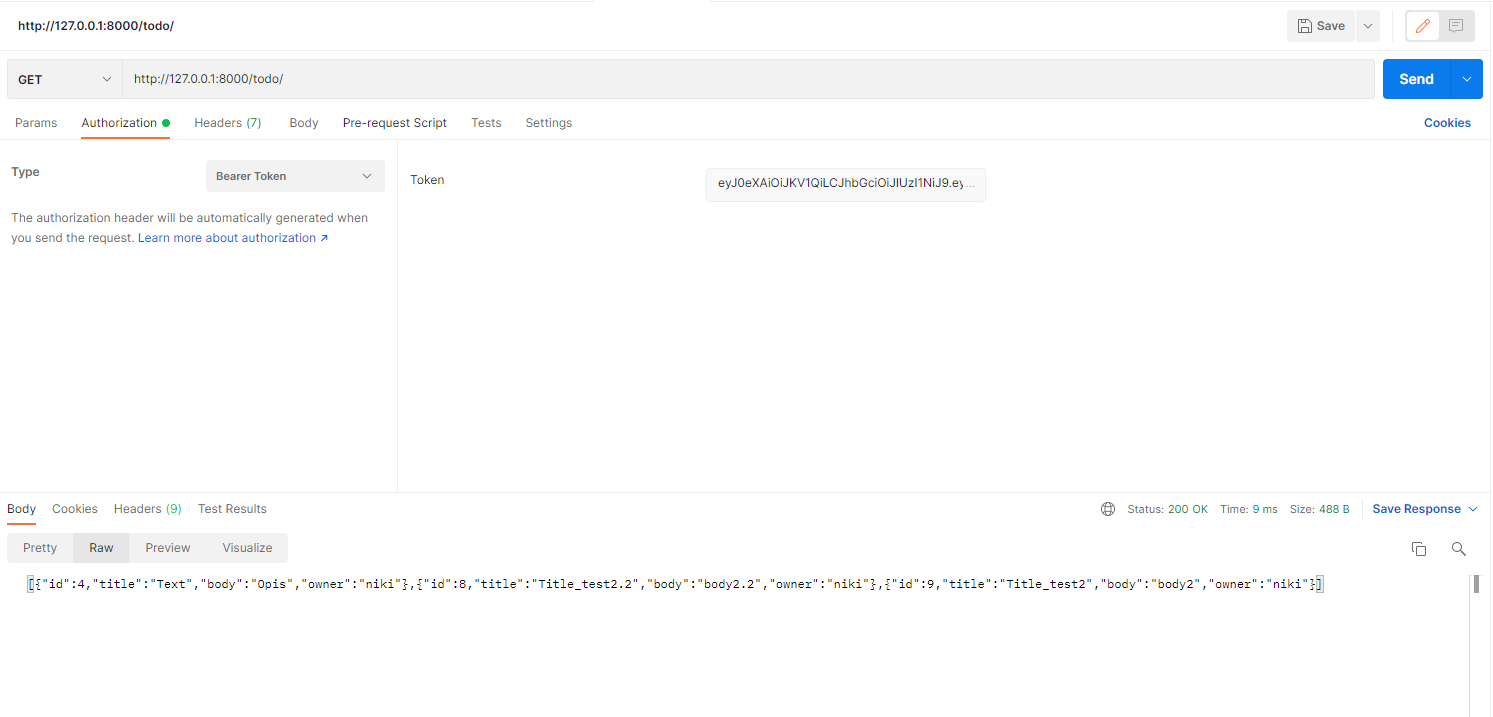 http://127.0.0.1:8000/todo/
Save
GET
http://127.0.0.1:8000/todo/
Send
Params
Authorization
Headers (7)
Body
Pre-request Script
Tests
Settings
Cookies
Type
Bearer Token
The authorization header will be automatically generated when
you send the request. Learn more about authorization ↗
Token
eyJ0eXAiOiJKV1QiLCJhbGciOiJIUzI1NiJ9.ey...
Body
Cookies
Headers (9)
Test Results
Status: 200 OK
Time: 9 ms
Size: 488 B
Save Response
Pretty
Raw
Preview
Visualize
[{"id":4,"title":"Text","body":"Opis","owner":"niki"},{"id":8,"title":"Title_test2.2","body":"body2.2","owner":"niki"},{"id":9,"title":"Title_test2","body":"body2","owner":"niki"}]